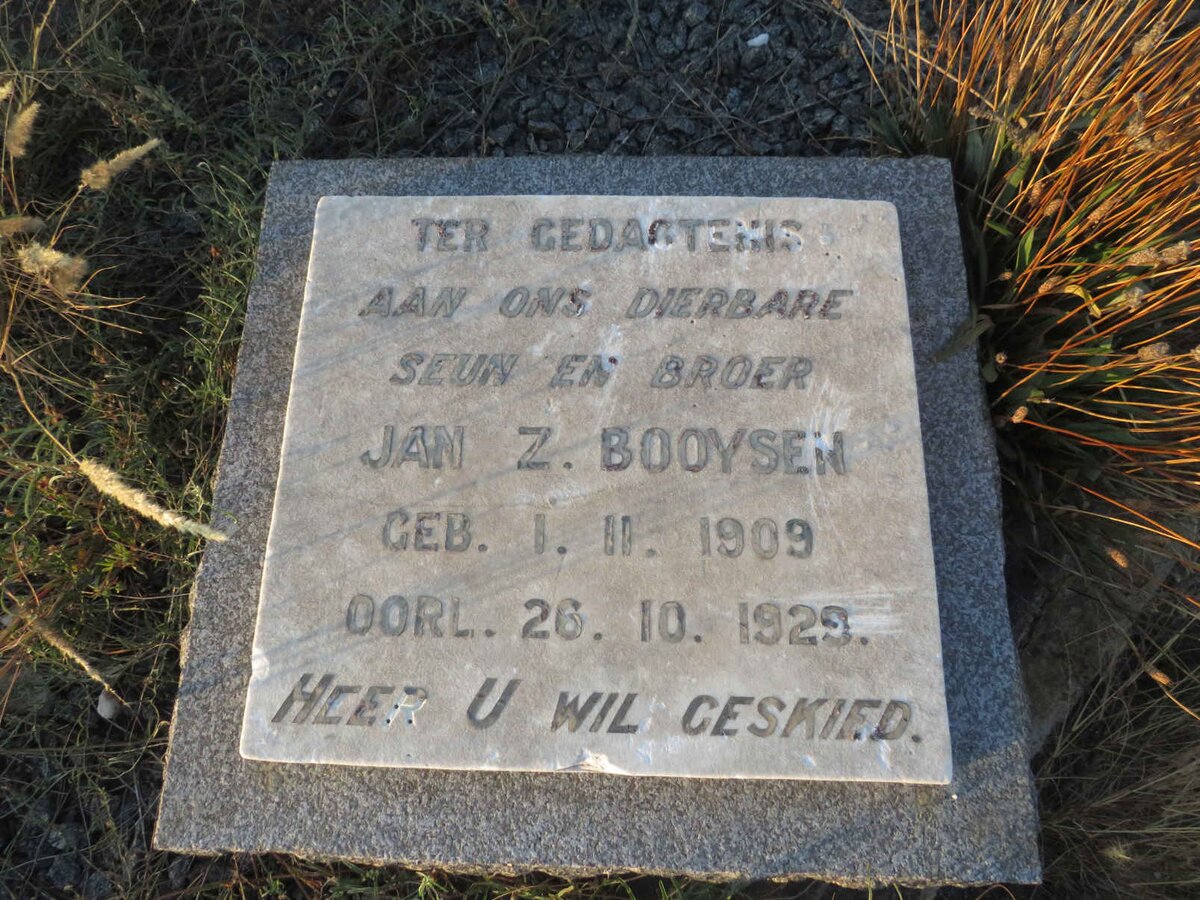 TER GEDAGTENIS
AAN ONS DIERBARE
SEUN EN BROER
JAN Z. BOOYSEN
GEB. 1. 11. 1909
OORL. 26. 10. 1929.
HEER U WIL GESKIED.